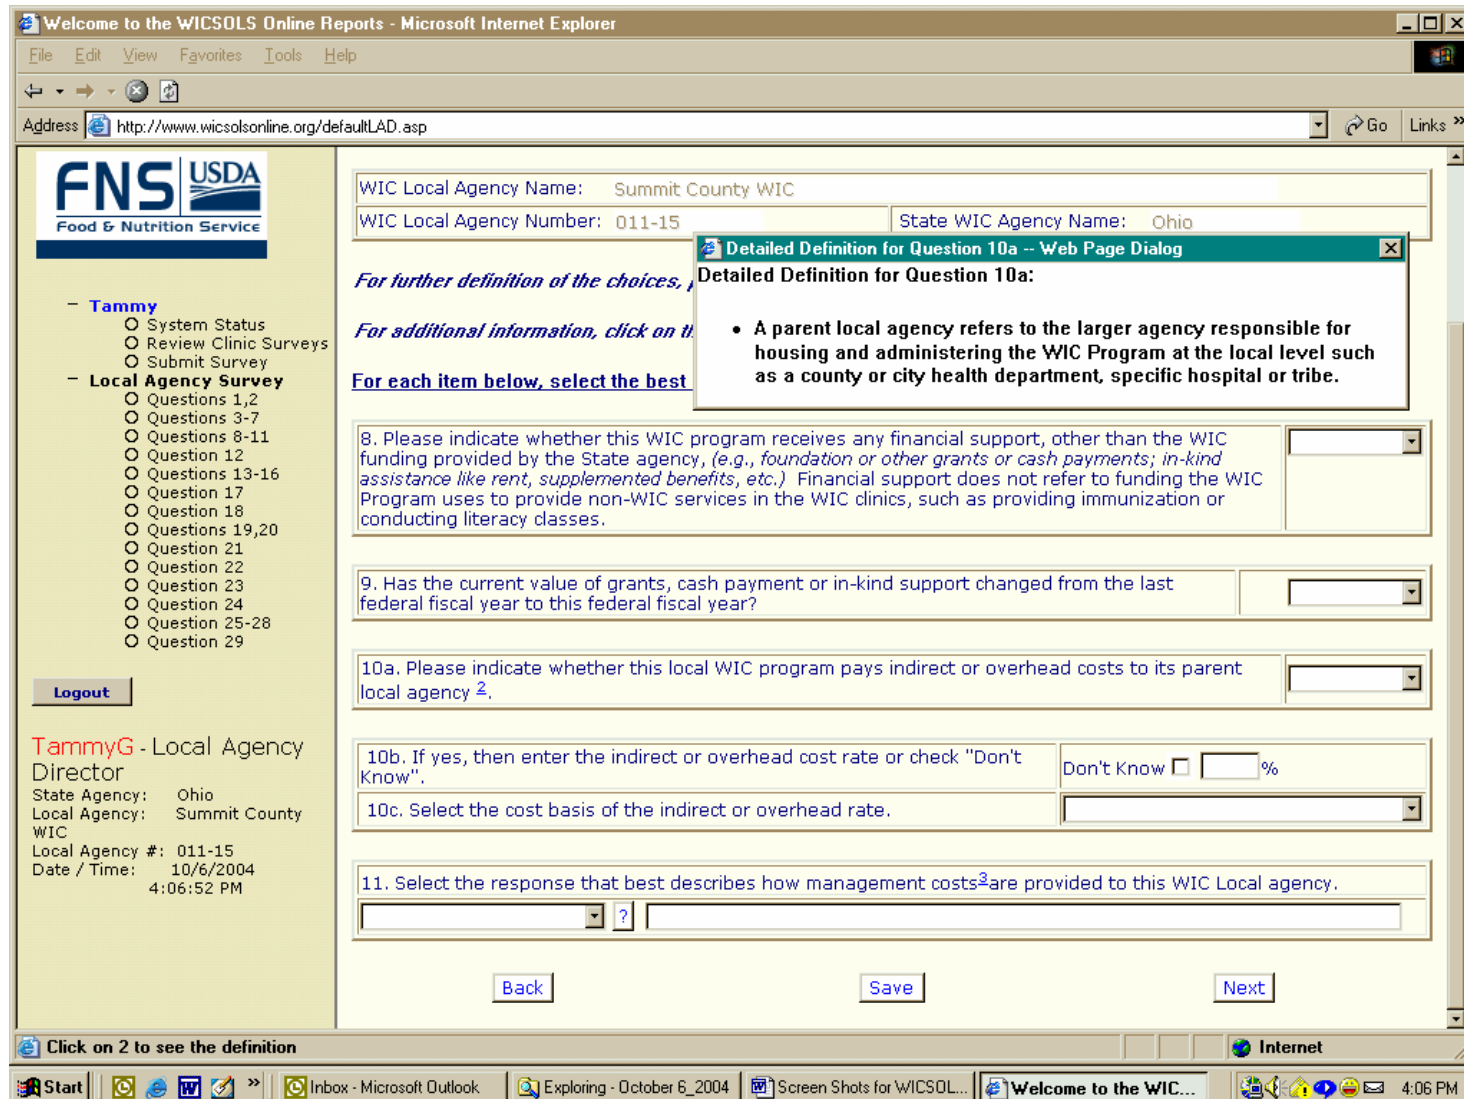 Welcome to the WICSOLS Online Reports - Microsoft Internet Explorer
File Edit View Favorites Tools Help
Address http://www.wicsolsonline.org/defaultLAD.asp Go Links »
FNS USDA
Food & Nutrition Service
Tammy
System Status
Review Clinic Surveys
Submit Survey
Local Agency Survey
Questions 1,2
Questions 3-7
Questions 8-11
Question 12
Questions 13-16
Question 17
Question 18
Questions 19,20
Question 21
Question 22
Question 23
Question 24
Question 25-28
Question 29
Logout
TammyG - Local Agency
Director
State Agency: Ohio
Local Agency: Summit County
WIC
Local Agency #: 011-15
Date / Time: 10/6/2004
4:06:52 PM
WIC Local Agency Name: Summit County WIC
WIC Local Agency Number: 011-15 State WIC Agency Name: Ohio
Detailed Definition for Question 10a -- Web Page Dialog
Detailed Definition for Question 10a:
• A parent local agency refers to the larger agency responsible for
housing and administering the WIC Program at the local level such
as a county or city health department, specific hospital or tribe.
For further definition of the choices,
For additional information, click on
For each item below, select the best
8. Please indicate whether this WIC program receives any financial support, other than the WIC
funding provided by the State agency, (e.g., foundation or other grants or cash payments; in-kind
assistance like rent, supplemented benefits, etc.) Financial support does not refer to funding the WIC
Program uses to provide non-WIC services in the WIC clinics, such as providing immunization or
conducting literacy classes.
9. Has the current value of grants, cash payment or in-kind support changed from the last
federal fiscal year to this federal fiscal year?
10a. Please indicate whether this local WIC program pays indirect or overhead costs to its parent
local agency 2.
10b. If yes, then enter the indirect or overhead cost rate or check "Don't
Know".
Don't Know %
10c. Select the cost basis of the indirect or overhead rate.
11. Select the response that best describes how management costs3are provided to this WIC Local agency.
?
Back Save Next
Click on 2 to see the definition Internet
Start » Inbox - Microsoft Outlook Exploring - October 6_2004 Screen Shots for WICSOL... Welcome to the WIC... 4:06 PM